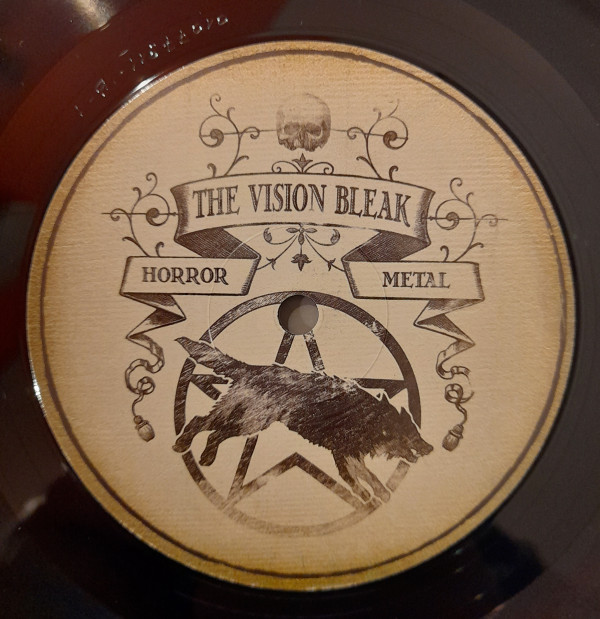 THE VISION BLEAK
HORROR
METAL